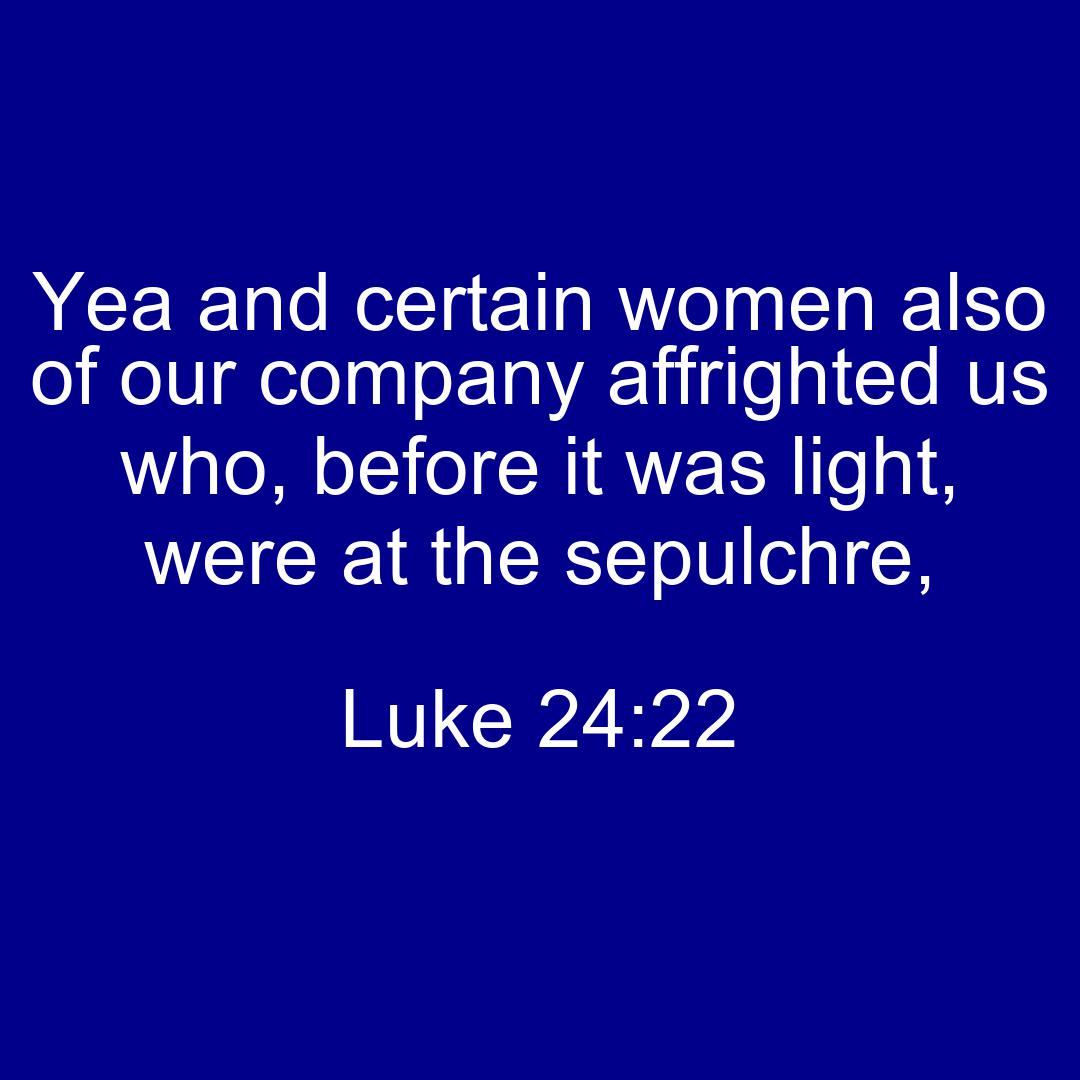 Yea and certain women also
of our company affrighted us
who, before it was light,
were at the sepulchre,
Luke 24:22